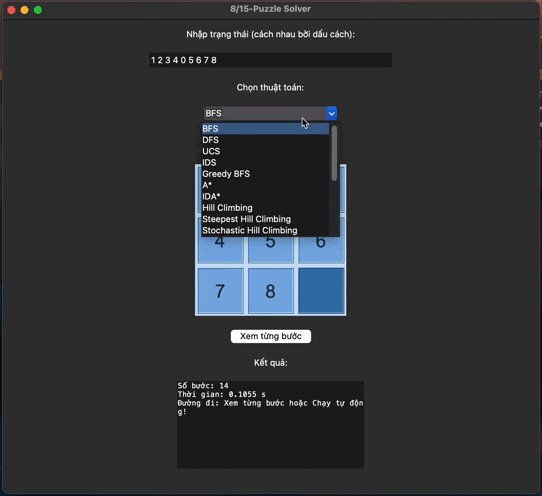 8/15-Puzzle Solver
Nhập trạng thái (cách nhau bởi dấu cách):
1 2 3 4 0 5 6 7 8
Chọn thuật toán:
BFS
BFS
DFS
UCS
IDS
Greedy BFS
A*
IDA*
Hill Climbing
Steepest Hill Climbing
Stochastic Hill Climbing
4 5 6
7 8
Xem từng bước
Kết quả:
Số bước: 14
Thời gian: 0.1055 s
Đường đi: Xem từng bước hoặc Chạy tự độn
g!